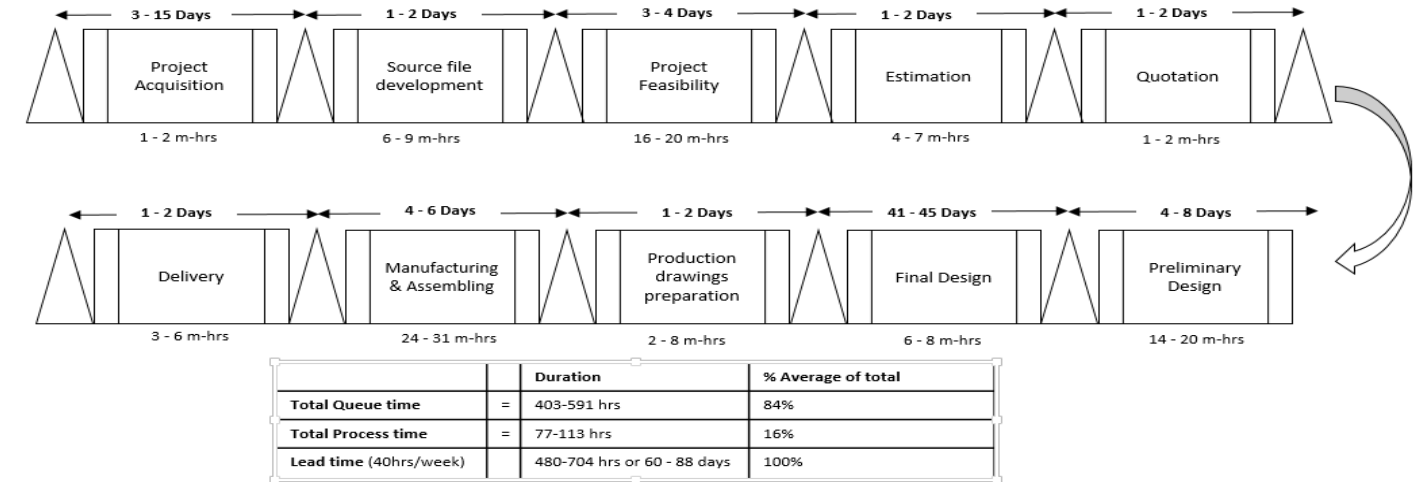 3 - 15 Days
1 - 2 Days
3 - 4 Days
1 - 2 Days
1 - 2 Days
Project
Acquisition
Source file
development
Project
Feasibility
Estimation
Quotation
1 - 2 m-hrs
6 - 9 m-hrs
16 - 20 m-hrs
4 - 7 m-hrs
1 - 2 m-hrs
1 - 2 Days
4 - 6 Days
1 - 2 Days
41 - 45 Days
4 - 8 Days
Delivery
Manufacturing
& Assembling
Production
drawings
preparation
Final Design
Preliminary
Design
3 - 6 m-hrs
24 - 31 m-hrs
2 - 8 m-hrs
6 - 8 m-hrs
14 - 20 m-hrs
Duration % Average of total
Total Queue time = 403-591 hrs 84%
Total Process time = 77-113 hrs 16%
Lead time (40hrs/week) 480-704 hrs or 60 - 88 days 100%